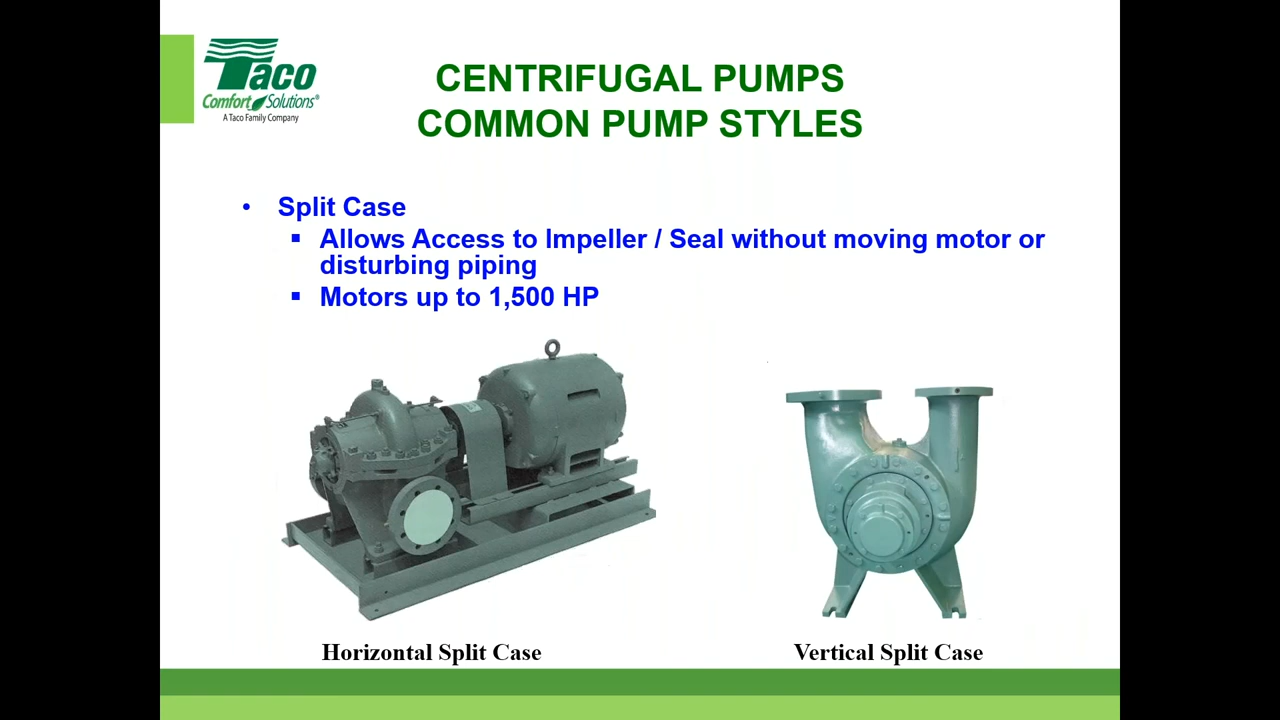 Taco
Comfort Solutions®
A Taco Family Company
CENTRIFUGAL PUMPS
COMMON PUMP STYLES
• Split Case
▪ Allows Access to Impeller / Seal without moving motor or
disturbing piping
▪ Motors up to 1,500 HP
Horizontal Split Case
Vertical Split Case